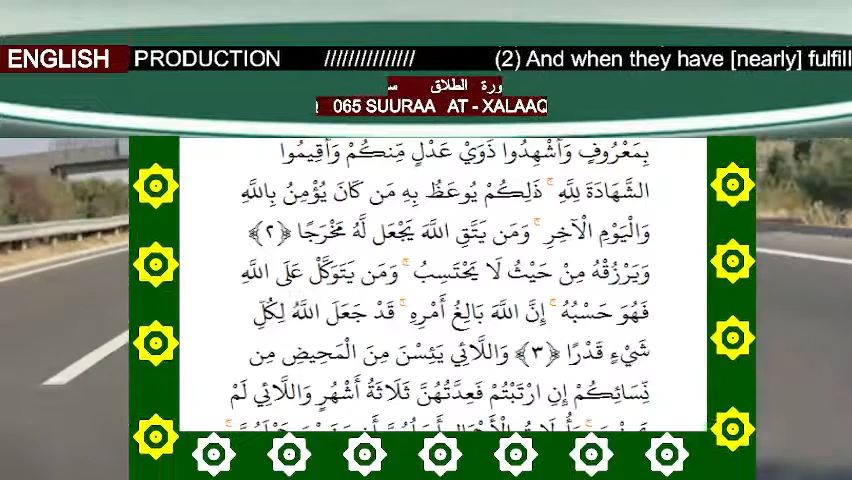 ENGLISH PRODUCTION ////////////// (2) And when they have [nearly] fulfill
ورة الطلاق
065 SUURAA AT - XALAAQ
بِمَعْرُوفٍ وَأَشْهِدُوا ذَوَيْ عَدْلٍ مِّنكُمْ وَأَقِيمُوا
الشَّهَادَةَ لِلَّهِ ۚ ذَٰلِكُمْ يُوعَظُ بِهِ مَن كَانَ يُؤْمِنُ بِاللَّهِ
وَالْيَوْمِ الْآخِرِ ۚ وَمَن يَتَّقِ اللَّهَ يَجْعَل لَّهُ مَخْرَجًا ﴿٢﴾
وَيَرْزُقْهُ مِنْ حَيْثُ لَا يَحْتَسِبُ ۚ وَمَن يَتَوَكَّلْ عَلَى اللَّهِ
فَهُوَ حَسْبُهُ ۚ إِنَّ اللَّهَ بَالِغُ أَمْرِهِ ۚ قَدْ جَعَلَ اللَّهُ لِكُلِّ
شَيْءٍ قَدْرًا ﴿٣﴾ وَاللَّائِي يَئِسْنَ مِنَ الْمَحِيضِ مِن
نِّسَائِكُمْ إِنِ ارْتَبْتُمْ فَعِدَّتُهُنَّ ثَلَاثَةُ أَشْهُرٍ وَاللَّائِي لَمْ